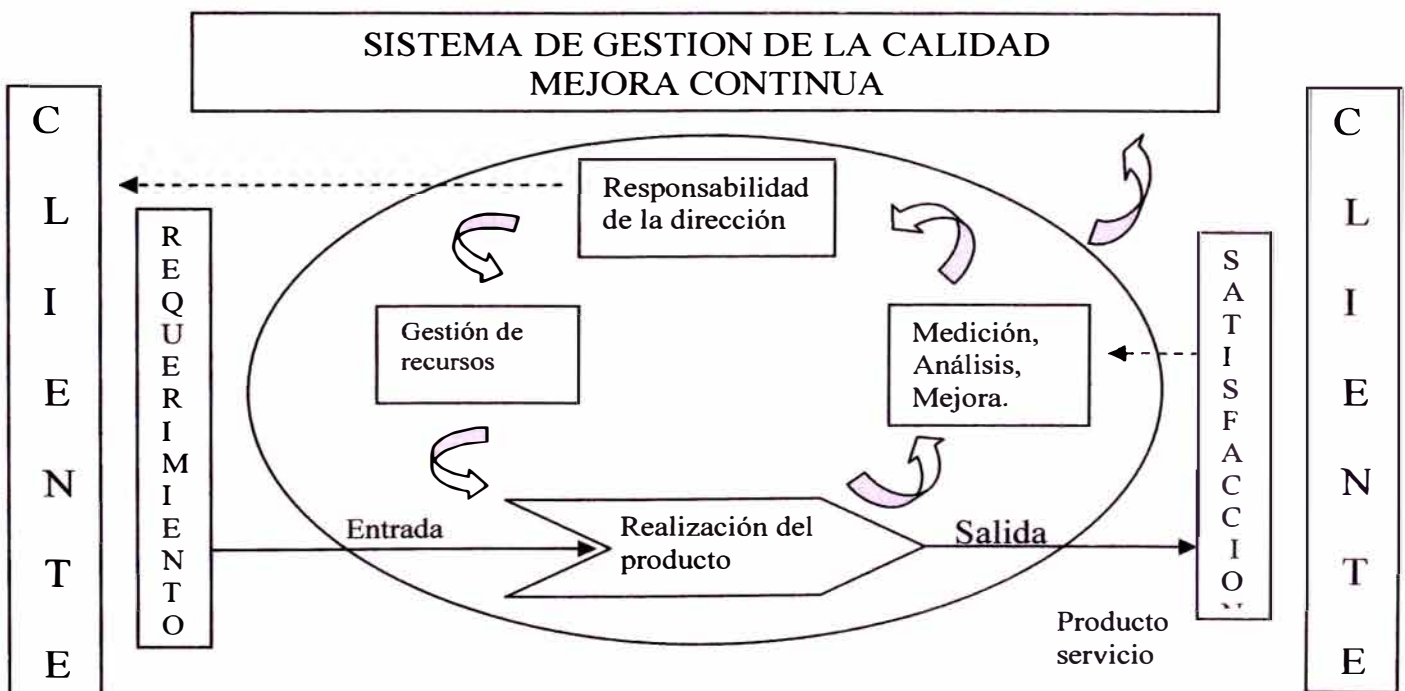 SISTEMA DE GESTION DE LA CALIDAD
MEJORA CONTINUA
CLIENTE
REQUERIMIENTO
Responsabilidad
de la dirección
Gestión de
recursos
Medición,
Análisis,
Mejora.
Entrada
Realización del
producto
Salida
Producto
servicio
SATISFACCION
CLIENTE